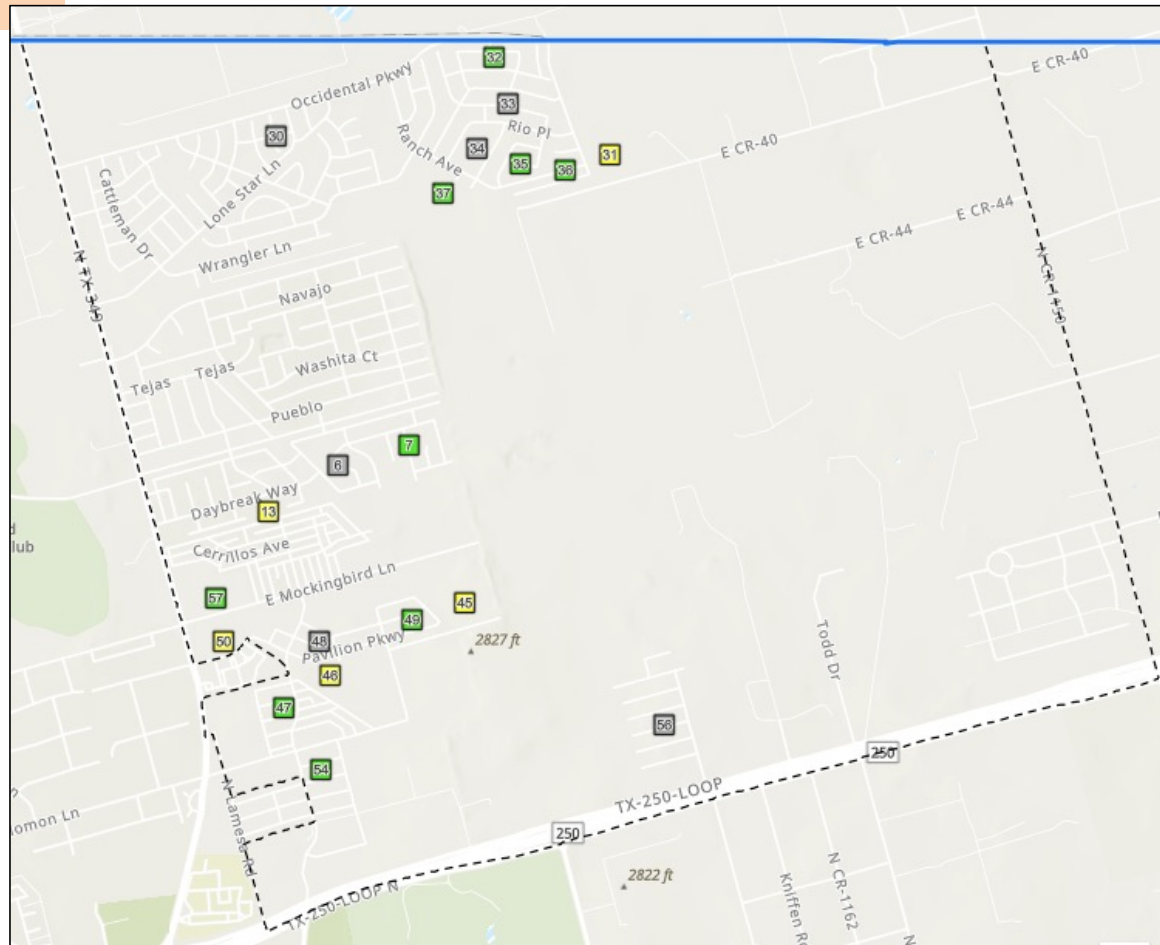 E CR-40
32
Occidental Pkwy
33
30
Rio Pl
Ranch Ave
34
31
E CR-40
35
36
37
Cattleman Dr
Lone Star Ln
E CR-44
E CR-44
Wrangler Ln
N TX-349
N CR-1150
Navajo
Washita Ct
Tejas
Tejas
Pueblo
7
6
Daybreak Way
13
lub
Cerrillos Ave
E Mockingbird Ln
57
45
49
50
48
Pavilion Pkwy
2827 ft
46
Todd Dr
47
56
250
54
TX-250-LOOP
N Lamesa Rd
omon Ln
250
2822 ft
TX-250-LOOP N
Kniffen Rd
N CR-1162
N